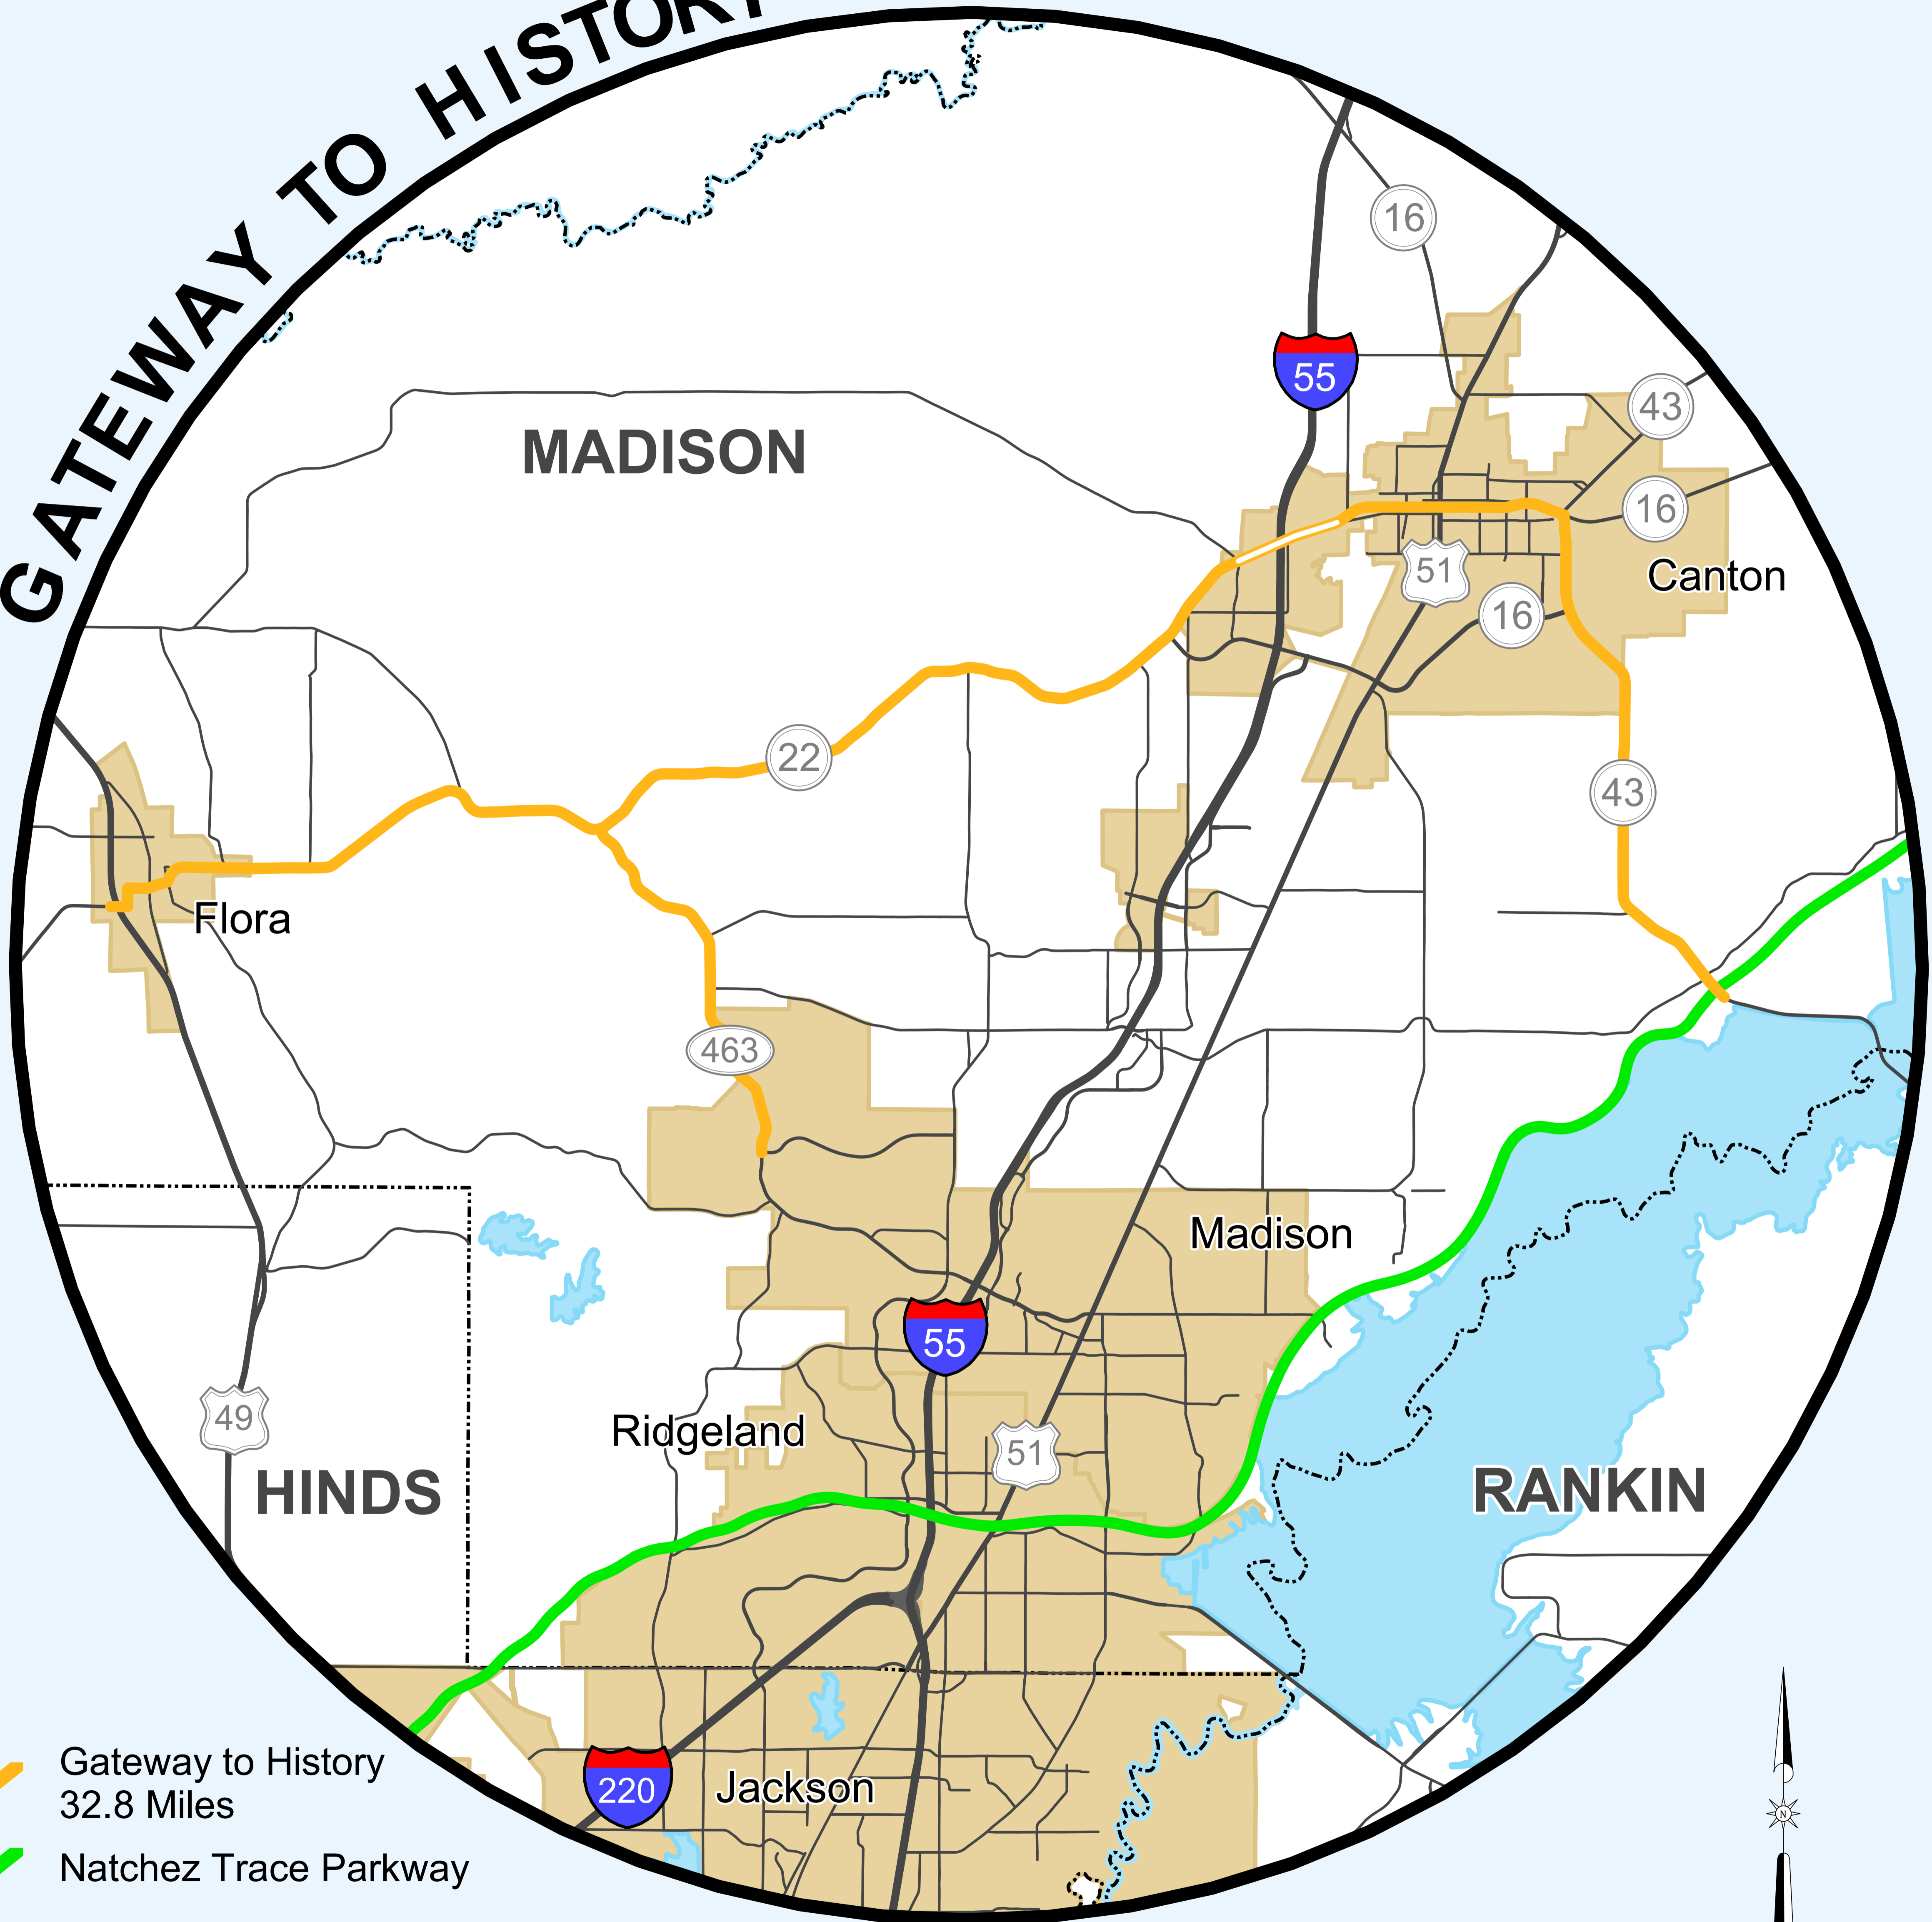 GATEWAY TO HISTORY
16
55
43
MADISON
16
51
Canton
16
22
43
Flora
463
Madison
55
49
Ridgeland
51
HINDS
RANKIN
Gateway to History
32.8 Miles
220
Jackson
Natchez Trace Parkway
N